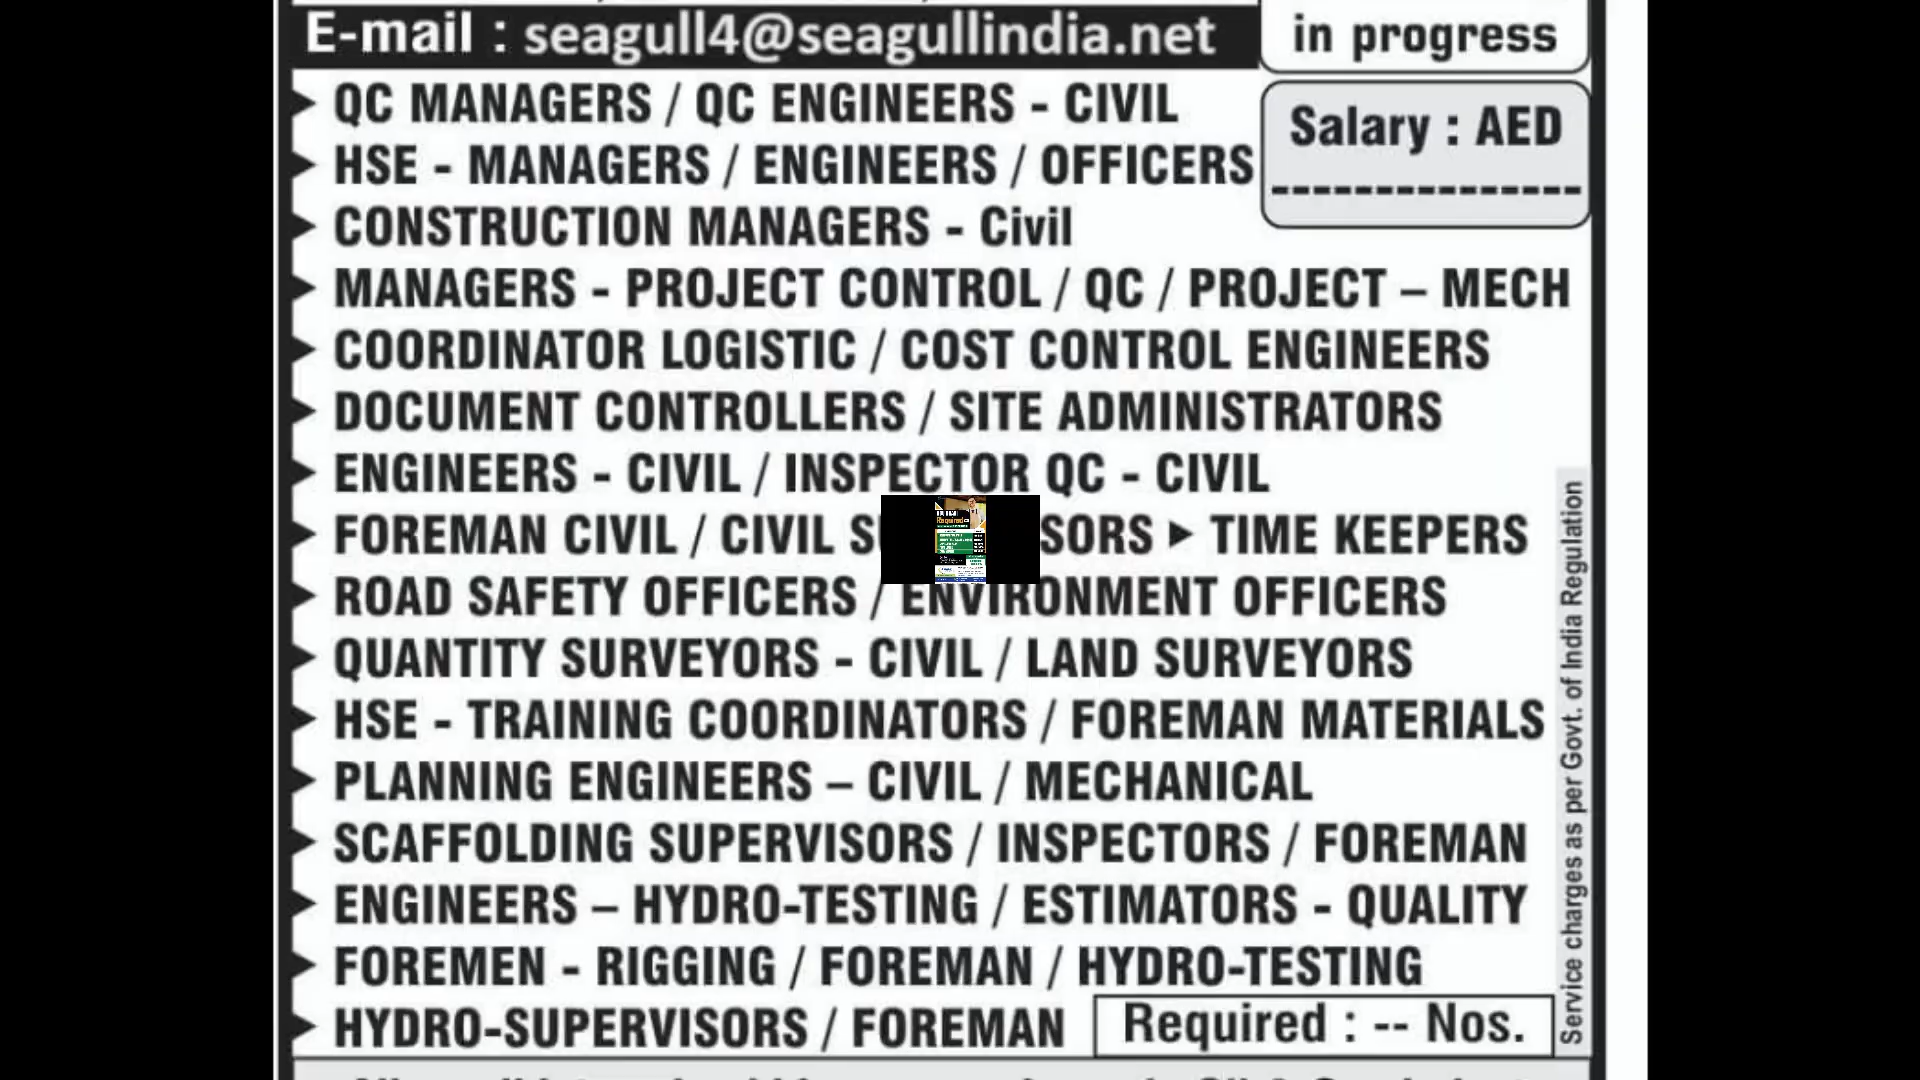 E-mail : seagull4@seagullindia.net
in progress
QC MANAGERS / QC ENGINEERS - CIVIL
Salary : AED
---------------
HSE - MANAGERS / ENGINEERS / OFFICERS
CONSTRUCTION MANAGERS - Civil
MANAGERS - PROJECT CONTROL / QC / PROJECT – MECH
COORDINATOR LOGISTIC / COST CONTROL ENGINEERS
DOCUMENT CONTROLLERS / SITE ADMINISTRATORS
ENGINEERS - CIVIL / INSPECTOR QC - CIVIL
FOREMAN CIVIL / CIVIL ▸ TIME KEEPERS
ROAD SAFETY OFFICERS / ENVIRONMENT OFFICERS
QUANTITY SURVEYORS - CIVIL / LAND SURVEYORS
HSE - TRAINING COORDINATORS / FOREMAN MATERIALS
PLANNING ENGINEERS – CIVIL / MECHANICAL
SCAFFOLDING SUPERVISORS / INSPECTORS / FOREMAN
ENGINEERS – HYDRO-TESTING / ESTIMATORS - QUALITY
FOREMEN - RIGGING / FOREMAN / HYDRO-TESTING
HYDRO-SUPERVISORS / FOREMAN
Required : -- Nos.
Service charges as per Govt. of India Regulation